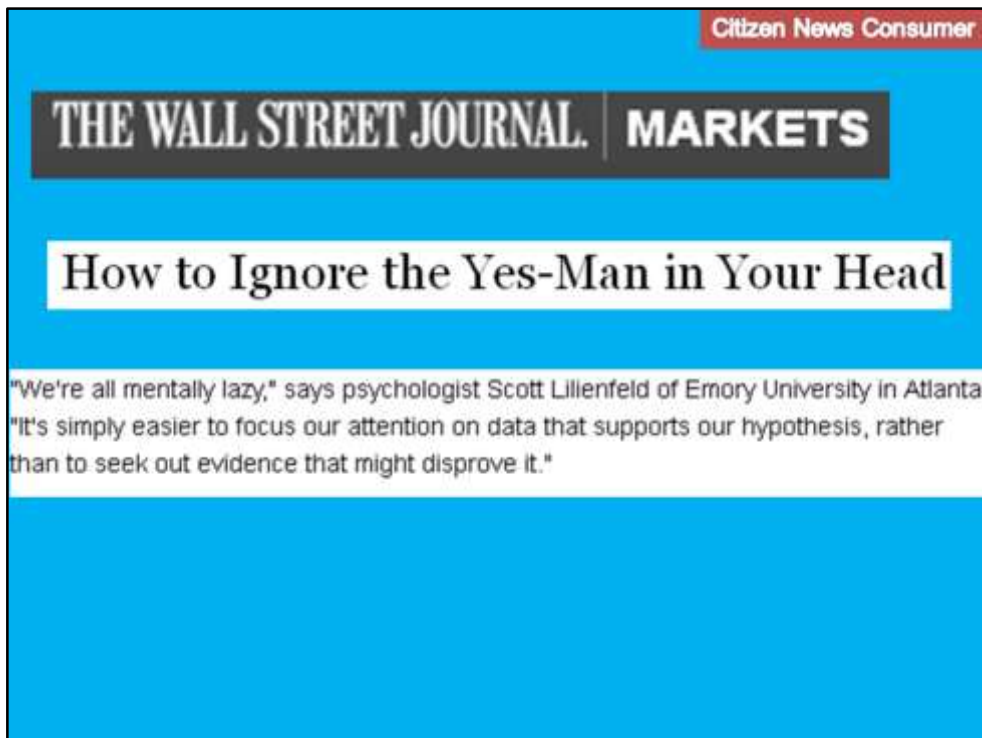 Citizen News Consumer
THE WALL STREET JOURNAL. MARKETS
How to Ignore the Yes-Man in Your Head
"We're all mentally lazy," says psychologist Scott Lilienfeld of Emory University in Atlanta
"It's simply easier to focus our attention on data that supports our hypothesis, rather
than to seek out evidence that might disprove it."